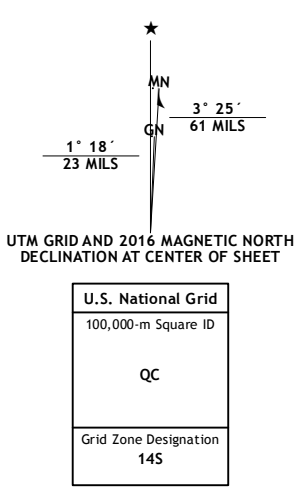 ★
MN
3° 25´
GN
61 MILS
1° 18´
23 MILS
UTM GRID AND 2016 MAGNETIC NORTH
DECLINATION AT CENTER OF SHEET
U.S. National Grid
100,000-m Square ID
QC
Grid Zone Designation
14S